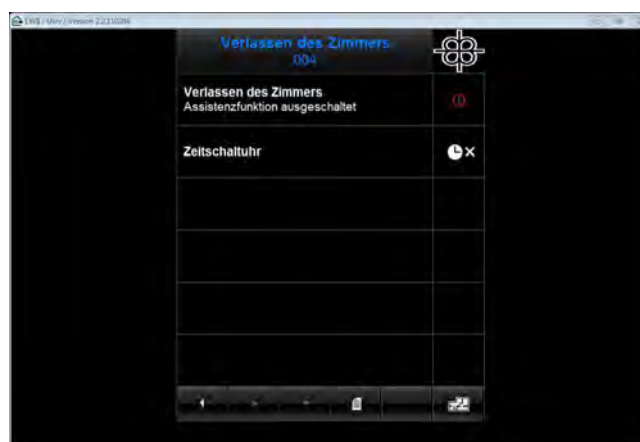 Verlassen des Zimmers
004
Verlassen des Zimmers
Assistenzfunktion ausgeschaltet
Zeitschaltuhr